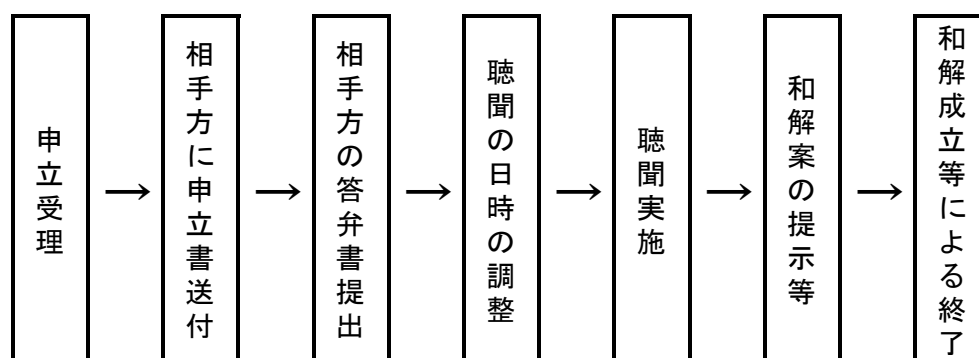 申立受理
→
相手方に申立書送付
→
相手方の答弁書提出
→
聴聞の日時の調整
→
聴聞実施
→
和解案の提示等
→
和解成立等による終了